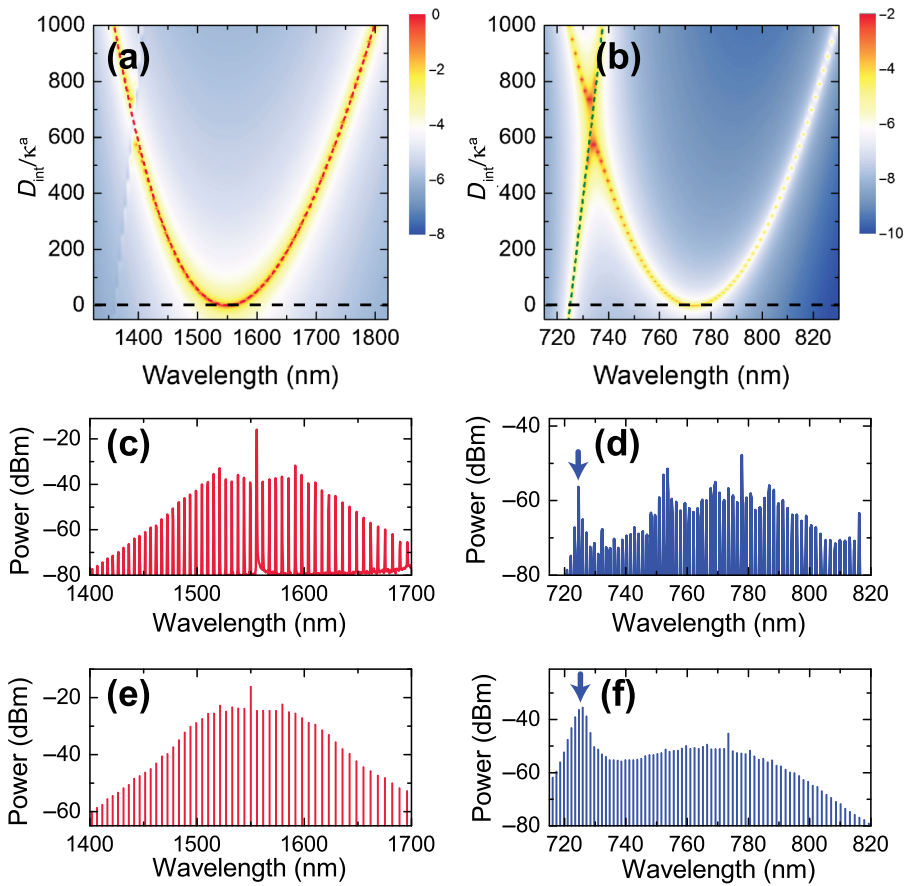 (a)
D_int/κ^a
1000
800
600
400
200
0
1400 1500 1600 1700 1800
Wavelength (nm)
0
−2
−4
−6
−8
(b)
D_int/κ^a
1000
800
600
400
200
0
720 740 760 780 800 820
Wavelength (nm)
−2
−4
−6
−8
−10
(c)
Power (dBm)
−20
−40
−60
−80
1400 1500 1600 1700
Wavelength (nm)
(d)
Power (dBm)
−40
−60
−80
720 740 760 780 800 820
Wavelength (nm)
(e)
Power (dBm)
−20
−40
−60
1400 1500 1600 1700
Wavelength (nm)
(f)
Power (dBm)
−40
−60
−80
720 740 760 780 800 820
Wavelength (nm)